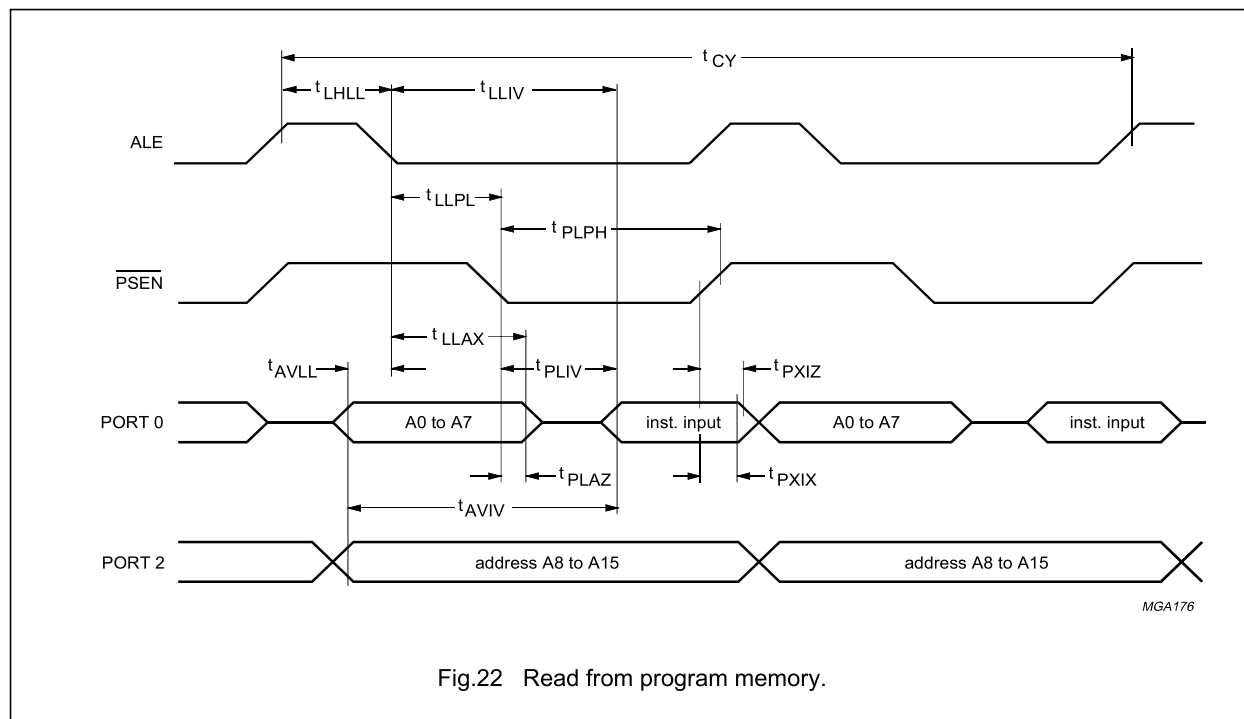 t CY
t LHLL
t LLIV
ALE
t LLPL
t PLPH
PSEN
t LLAX
t AVLL
t PLIV
t PXIZ
PORT 0
A0 to A7
inst. input
A0 to A7
inst. input
t PLAZ
t PXIX
t AVIV
PORT 2
address A8 to A15
address A8 to A15
MGA176
Fig.22 Read from program memory.